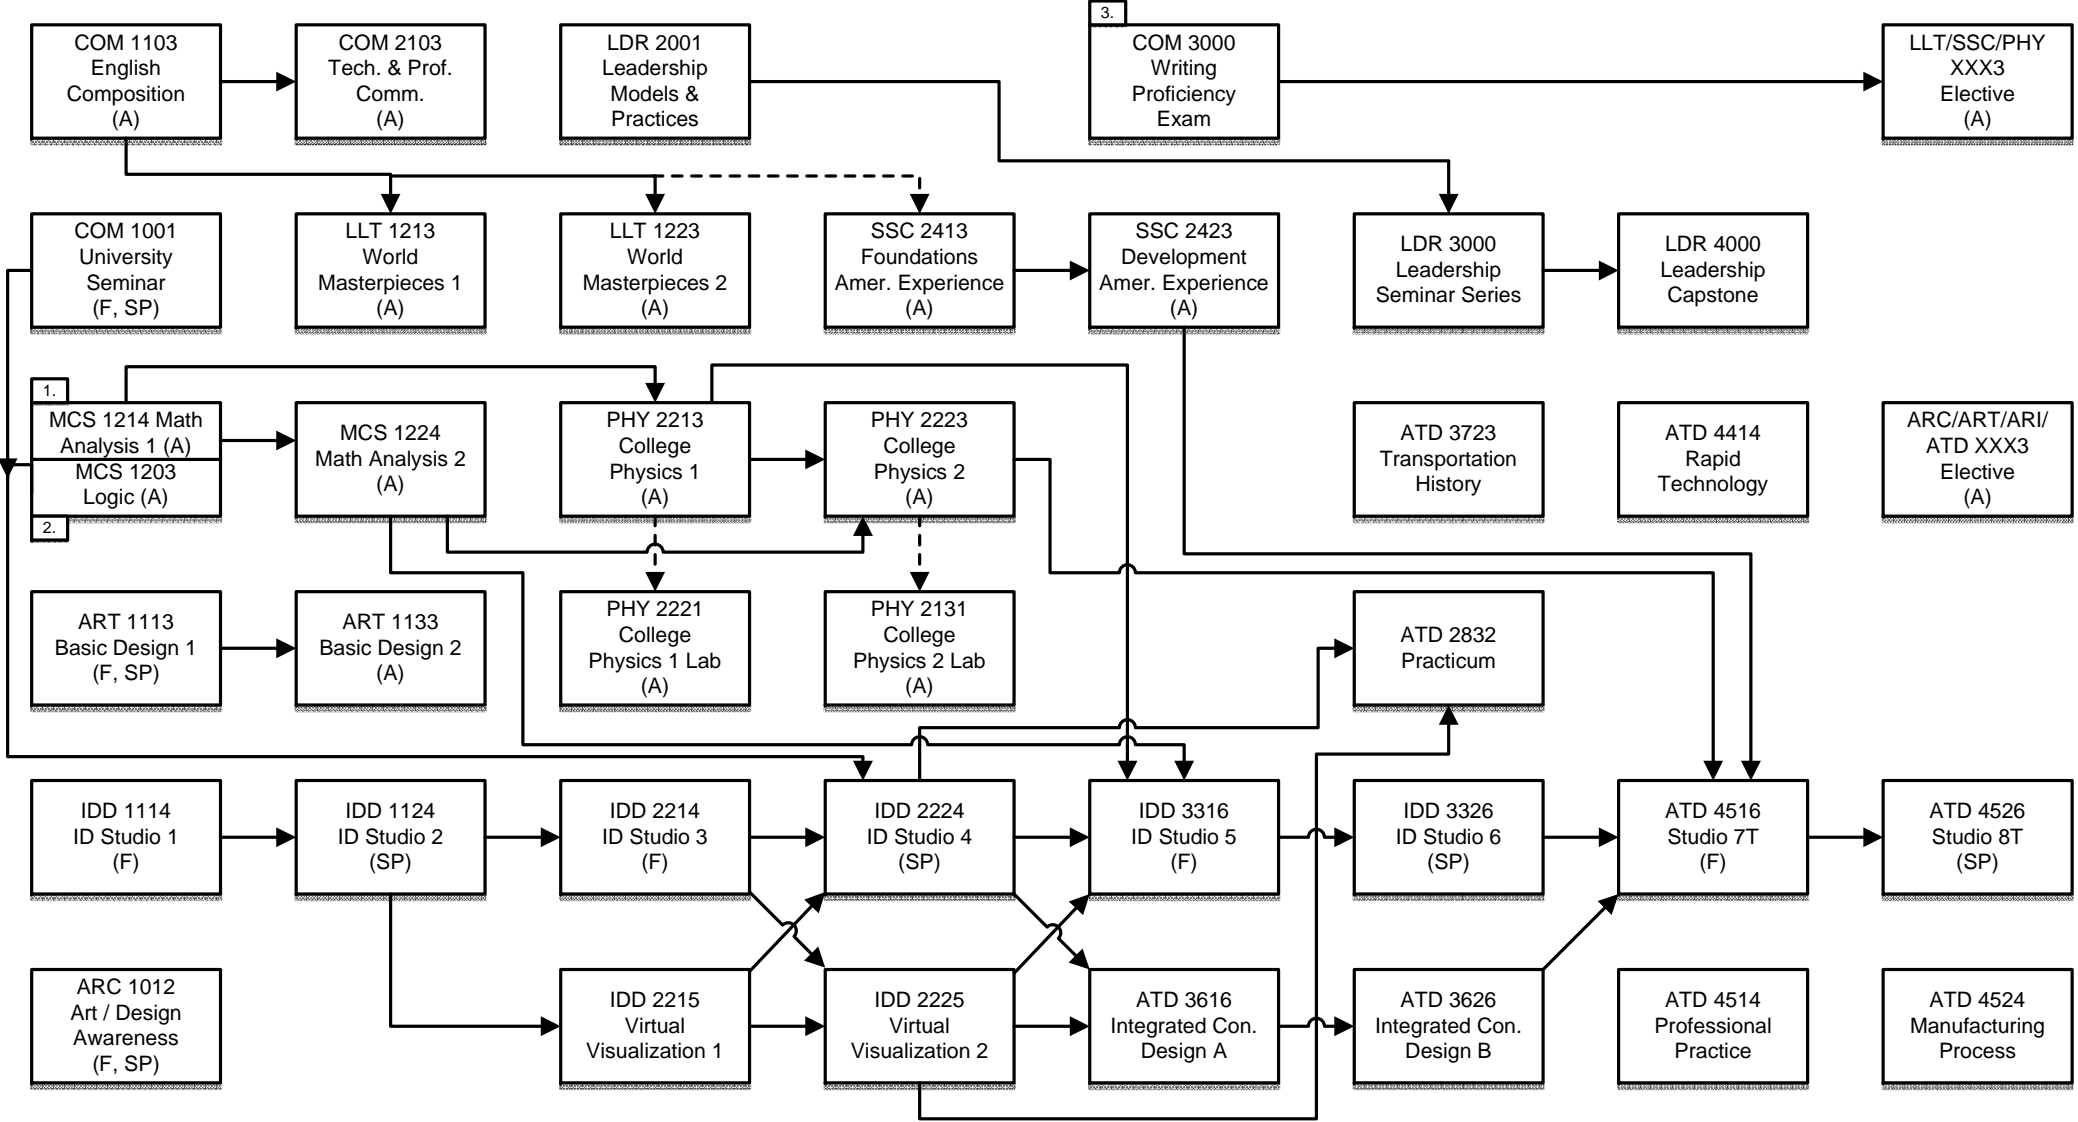 3.
COM 1103
English
Composition
(A)
COM 2103
Tech. & Prof.
Comm.
(A)
LDR 2001
Leadership
Models &
Practices
COM 3000
Writing
Proficiency
Exam
LLT/SSC/PHY
XXX3
Elective
(A)
COM 1001
University
Seminar
(F, SP)
LLT 1213
World
Masterpieces 1
(A)
LLT 1223
World
Masterpieces 2
(A)
SSC 2413
Foundations
Amer. Experience
(A)
SSC 2423
Development
Amer. Experience
(A)
LDR 3000
Leadership
Seminar Series
LDR 4000
Leadership
Capstone
1.
MCS 1214 Math
Analysis 1 (A)
MCS 1203
Logic (A)
2.
MCS 1224
Math Analysis 2
(A)
PHY 2213
College
Physics 1
(A)
PHY 2223
College
Physics 2
(A)
ATD 3723
Transportation
History
ATD 4414
Rapid
Technology
ARC/ART/ARI/
ATD XXX3
Elective
(A)
ART 1113
Basic Design 1
(F, SP)
ART 1133
Basic Design 2
(A)
PHY 2221
College
Physics 1 Lab
(A)
PHY 2131
College
Physics 2 Lab
(A)
ATD 2832
Practicum
IDD 1114
ID Studio 1
(F)
IDD 1124
ID Studio 2
(SP)
IDD 2214
ID Studio 3
(F)
IDD 2224
ID Studio 4
(SP)
IDD 3316
ID Studio 5
(F)
IDD 3326
ID Studio 6
(SP)
ATD 4516
Studio 7T
(F)
ATD 4526
Studio 8T
(SP)
ARC 1012
Art / Design
Awareness
(F, SP)
IDD 2215
Virtual
Visualization 1
IDD 2225
Virtual
Visualization 2
ATD 3616
Integrated Con.
Design A
ATD 3626
Integrated Con.
Design B
ATD 4514
Professional
Practice
ATD 4524
Manufacturing
Process